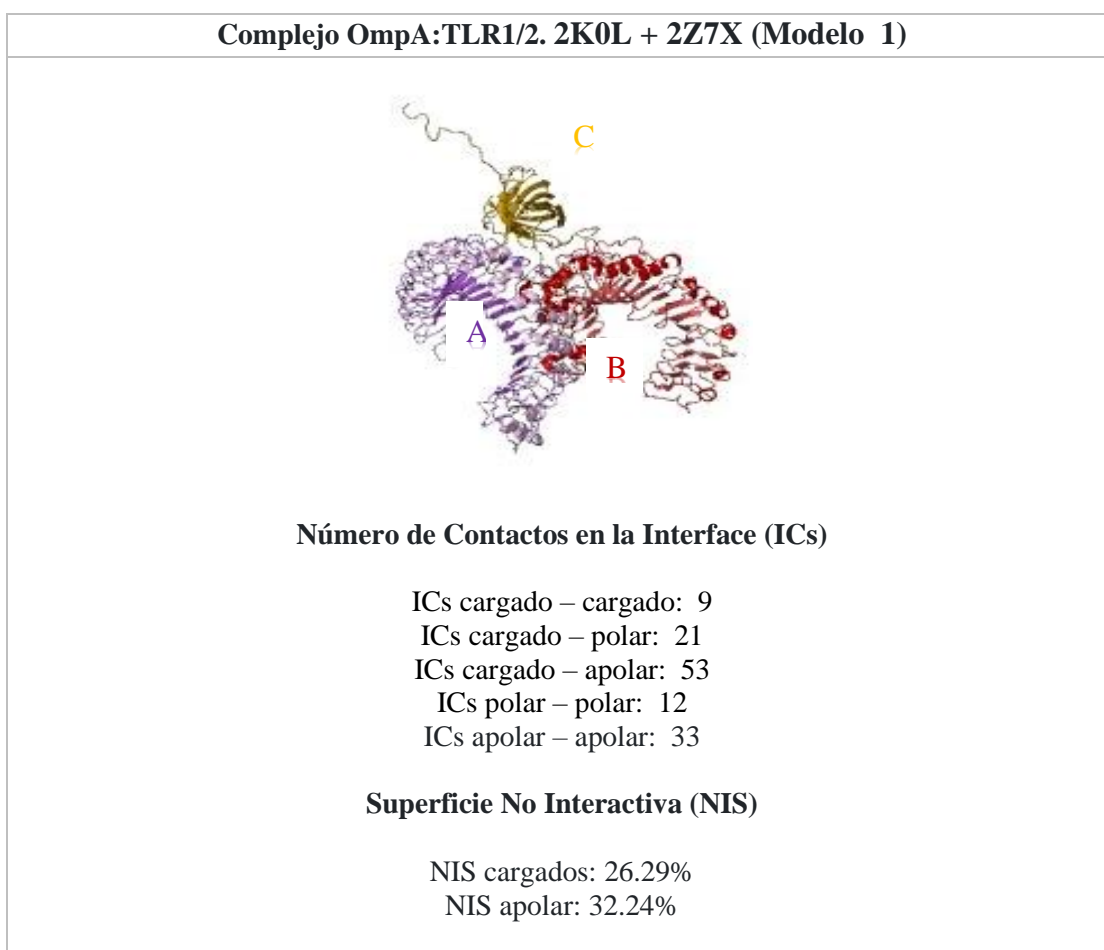 Complejo OmpA:TLR1/2. 2K0L + 2Z7X (Modelo 1)
C
A
B
Número de Contactos en la Interface (ICs)
ICs cargado – cargado: 9
ICs cargado – polar: 21
ICs cargado – apolar: 53
ICs polar – polar: 12
ICs apolar – apolar: 33
Superficie No Interactiva (NIS)
NIS cargados: 26.29%
NIS apolar: 32.24%